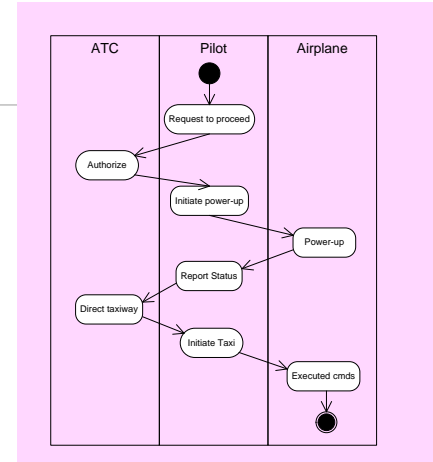 ATC Pilot Airplane
Request to proceed
Authorize
Initiate power-up
Power-up
Report Status
Direct taxiway
Initiate Taxi
Executed cmds